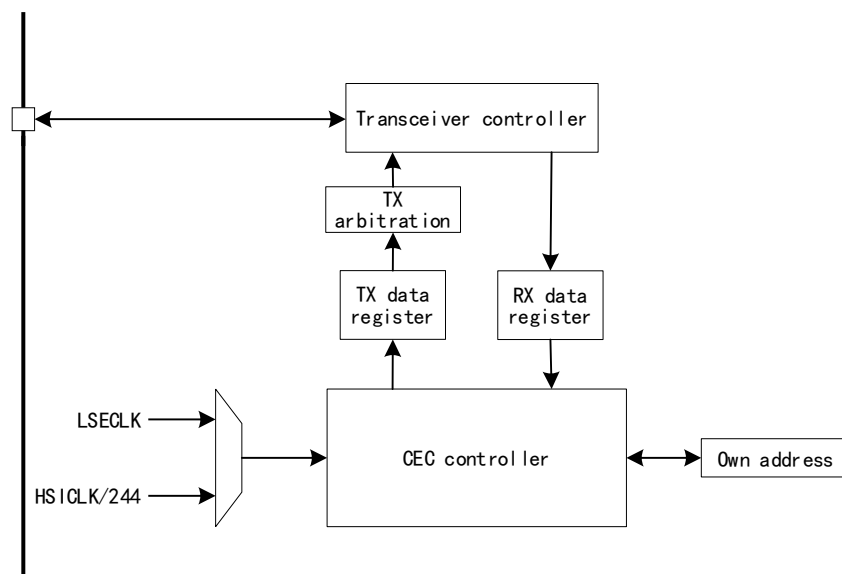 Transceiver controller
TX
arbitration
TX data
register
RX data
register
LSECLK
CEC controller
Own address
HSICLK/244